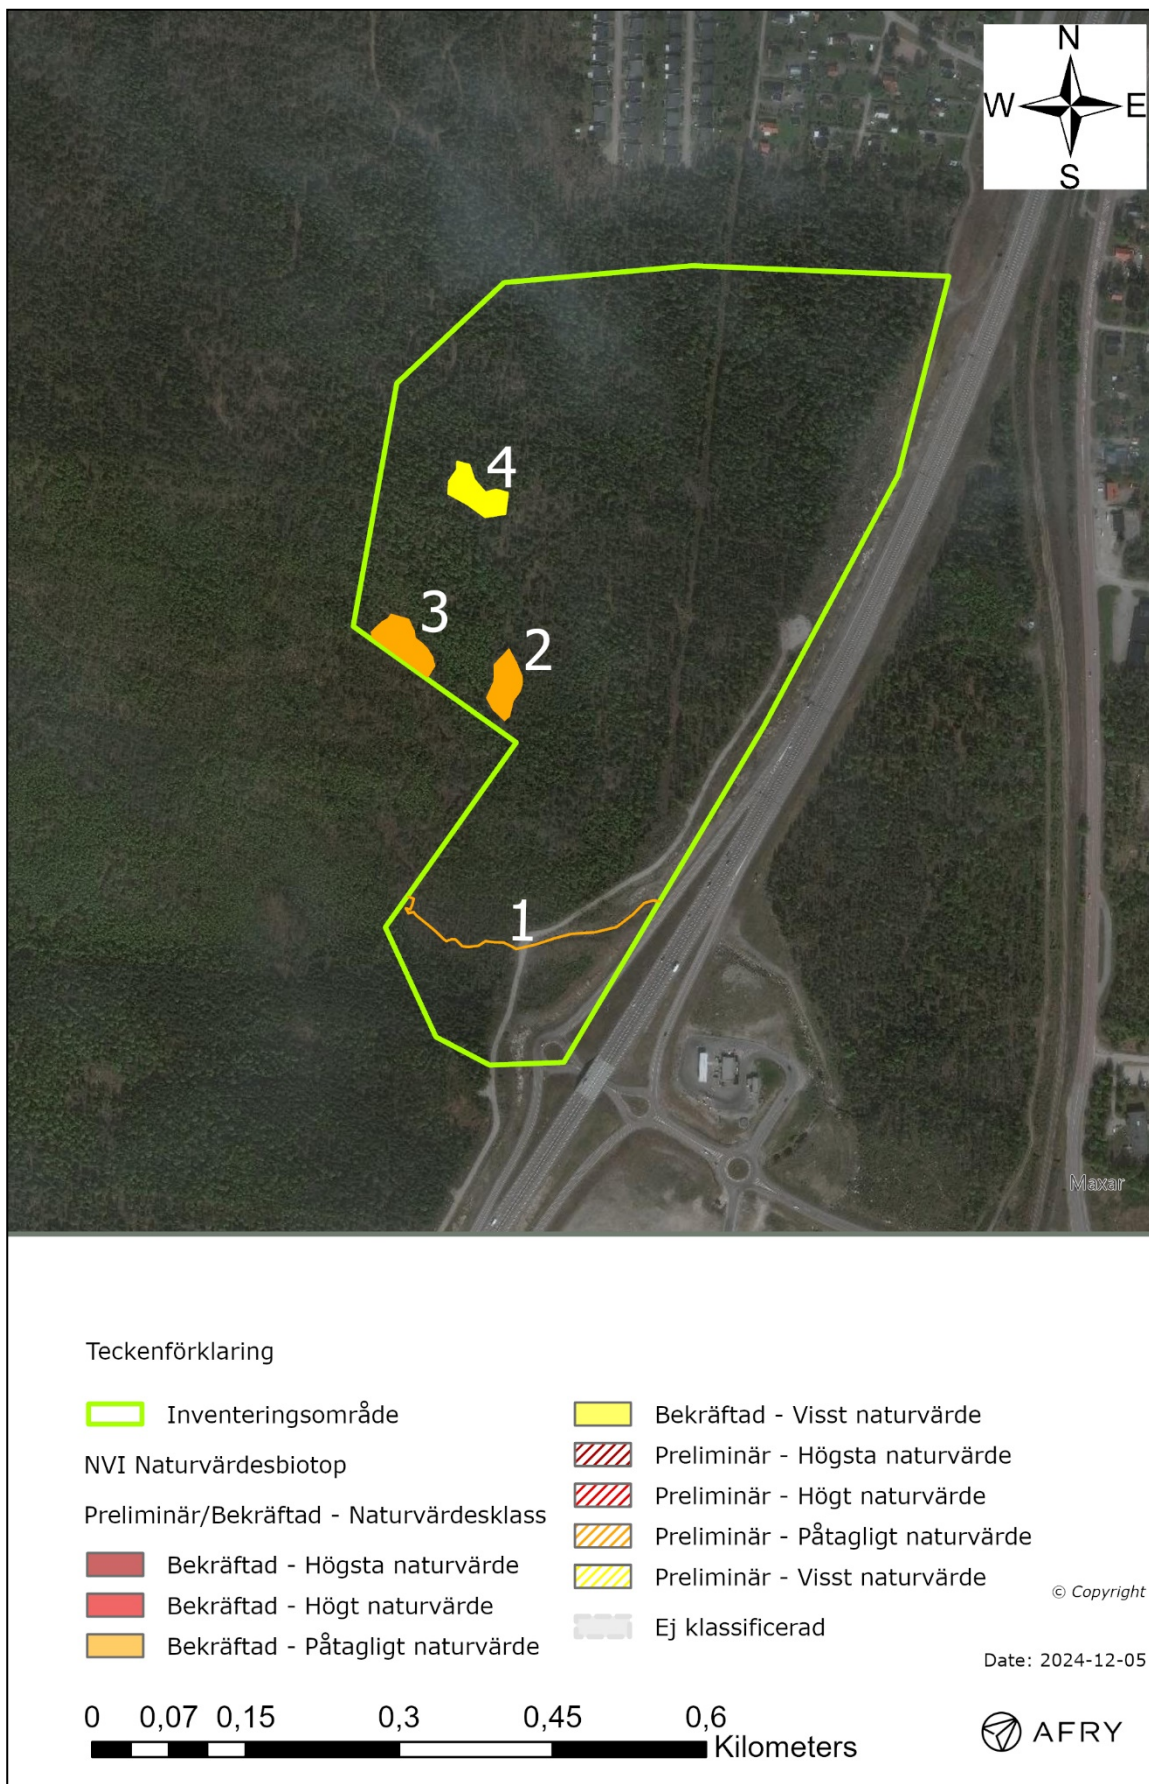 N
W E
S
4
3
2
1
Maxar
Teckenförklaring
Inventeringsområde
NVI Naturvärdesbiotop
Preliminär/Bekräftad - Naturvärdesklass
Bekräftad - Högsta naturvärde
Bekräftad - Högt naturvärde
Bekräftad - Påtagligt naturvärde
Bekräftad - Visst naturvärde
Preliminär - Högsta naturvärde
Preliminär - Högt naturvärde
Preliminär - Påtagligt naturvärde
Preliminär - Visst naturvärde
Ej klassificerad
© Copyright
Date: 2024-12-05
0 0,07 0,15 0,3 0,45 0,6
Kilometers
AFRY